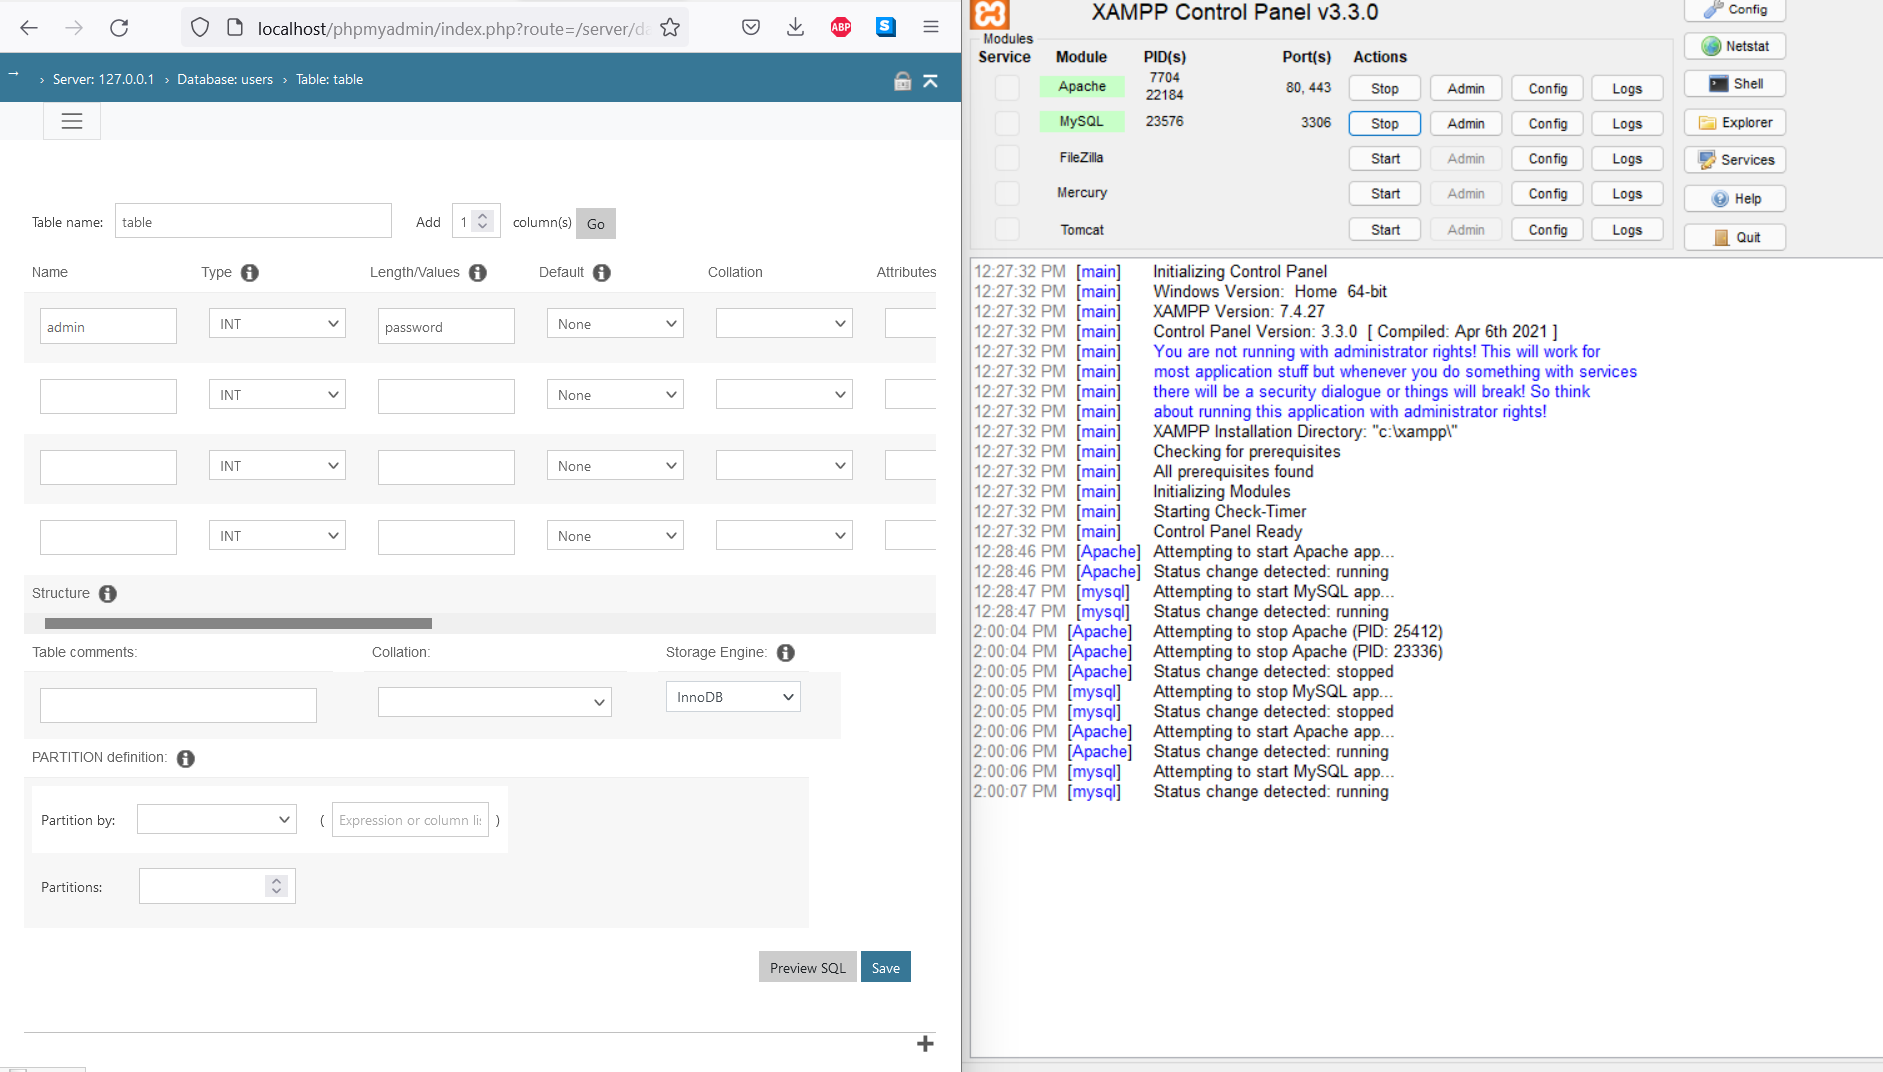 localhost/phpmyadmin/index.php?route=/server/da
ABP
S
→ › Server: 127.0.0.1 › Database: users › Table: table
Table name: table Add 1 column(s) Go
Name Type Length/Values Default Collation Attributes
admin INT password None
INT None
INT None
INT None
Structure
Table comments: Collation: Storage Engine:
InnoDB
PARTITION definition:
Partition by: ( Expression or column lis )
Partitions:
Preview SQL Save
XAMPP Control Panel v3.3.0
Modules
Service Module PID(s) Port(s) Actions
Apache 7704 22184 80, 443 Stop Admin Config Logs
MySQL 23576 3306 Stop Admin Config Logs
FileZilla Start Admin Config Logs
Mercury Start Admin Config Logs
Tomcat Start Admin Config Logs
Config
Netstat
Shell
Explorer
Services
Help
Quit
12:27:32 PM [main] Initializing Control Panel
12:27:32 PM [main] Windows Version: Home 64-bit
12:27:32 PM [main] XAMPP Version: 7.4.27
12:27:32 PM [main] Control Panel Version: 3.3.0 [ Compiled: Apr 6th 2021 ]
12:27:32 PM [main] You are not running with administrator rights! This will work for
12:27:32 PM [main] most application stuff but whenever you do something with services
12:27:32 PM [main] there will be a security dialogue or things will break! So think
12:27:32 PM [main] about running this application with administrator rights!
12:27:32 PM [main] XAMPP Installation Directory: "c:\xampp\"
12:27:32 PM [main] Checking for prerequisites
12:27:32 PM [main] All prerequisites found
12:27:32 PM [main] Initializing Modules
12:27:32 PM [main] Starting Check-Timer
12:27:32 PM [main] Control Panel Ready
12:28:46 PM [Apache] Attempting to start Apache app...
12:28:46 PM [Apache] Status change detected: running
12:28:47 PM [mysql] Attempting to start MySQL app...
12:28:47 PM [mysql] Status change detected: running
2:00:04 PM [Apache] Attempting to stop Apache (PID: 25412)
2:00:04 PM [Apache] Attempting to stop Apache (PID: 23336)
2:00:05 PM [Apache] Status change detected: stopped
2:00:05 PM [mysql] Attempting to stop MySQL app...
2:00:05 PM [mysql] Status change detected: stopped
2:00:06 PM [Apache] Attempting to start Apache app...
2:00:06 PM [Apache] Status change detected: running
2:00:06 PM [mysql] Attempting to start MySQL app...
2:00:07 PM [mysql] Status change detected: running